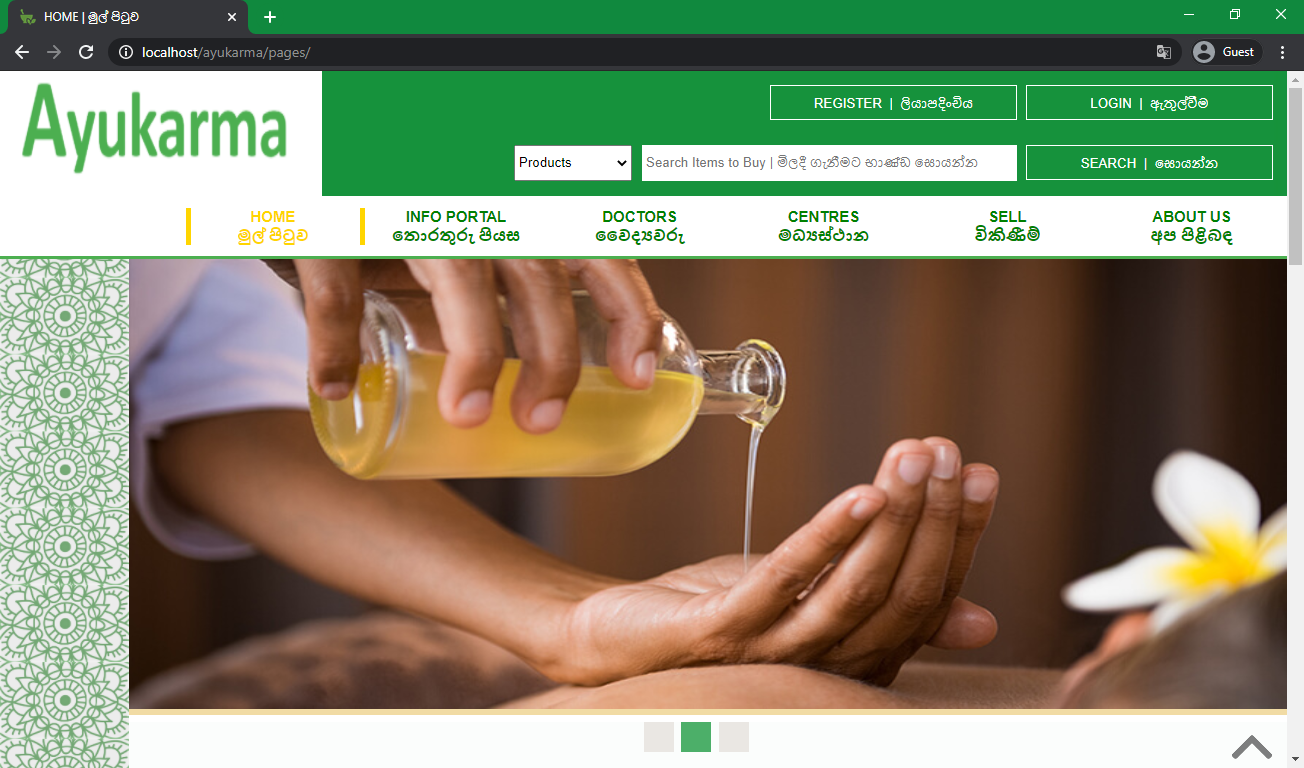 HOME | මුල් පිටුව
localhost/ayukarma/pages/
Guest
Ayukarma
REGISTER | ලියාපදිංචිය
LOGIN | ඇතුල්වීම
Products
Search Items to Buy | මිලදී ගැනීමට භාණ්ඩ සොයන්න
SEARCH | සොයන්න
HOME
මුල් පිටුව
INFO PORTAL
තොරතුරු පියස
DOCTORS
වෛද්‍යවරු
CENTRES
මධ්‍යස්ථාන
SELL
විකිණීම්
ABOUT US
අප පිළිබඳ